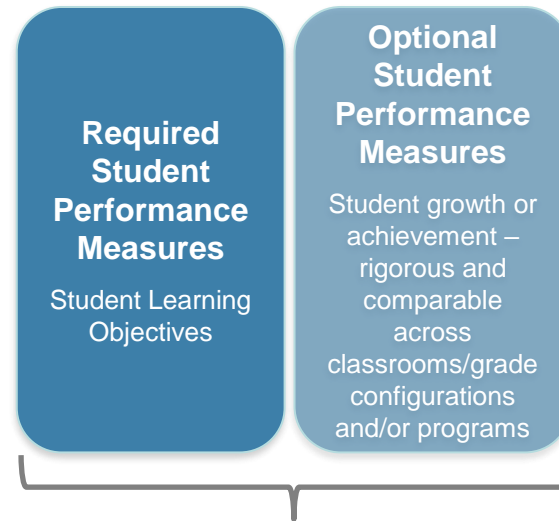 Required
Student
Performance
Measures
Student Learning
Objectives
Optional
Student
Performance
Measures
Student growth or
achievement –
rigorous and
comparable
across
classrooms/grade
configurations
and/or programs